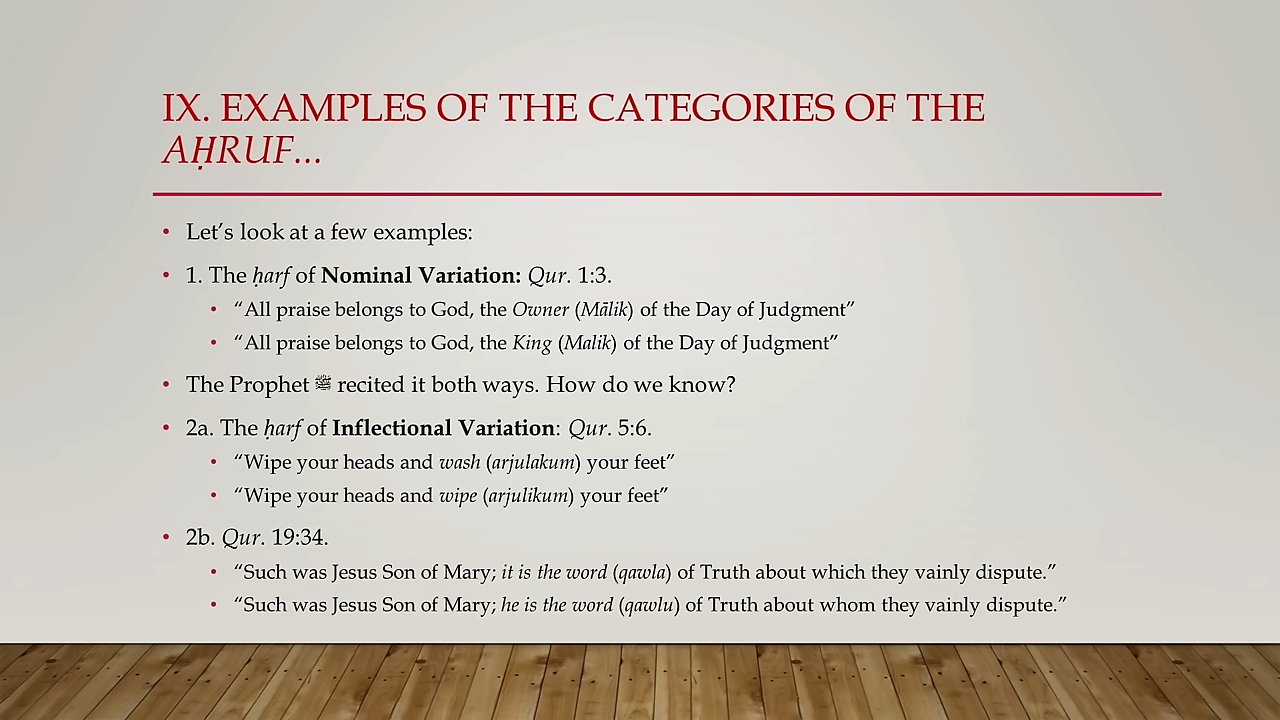 IX. EXAMPLES OF THE CATEGORIES OF THE
AḤRUF...
• Let’s look at a few examples:
• 1. The ḥarf of Nominal Variation: Qur. 1:3.
• “All praise belongs to God, the Owner (Mālik) of the Day of Judgment”
• “All praise belongs to God, the King (Malik) of the Day of Judgment”
• The Prophet ﷺ recited it both ways. How do we know?
• 2a. The ḥarf of Inflectional Variation: Qur. 5:6.
• “Wipe your heads and wash (arjulakum) your feet”
• “Wipe your heads and wipe (arjulikum) your feet”
• 2b. Qur. 19:34.
• “Such was Jesus Son of Mary; it is the word (qawla) of Truth about which they vainly dispute.”
• “Such was Jesus Son of Mary; he is the word (qawlu) of Truth about whom they vainly dispute.”